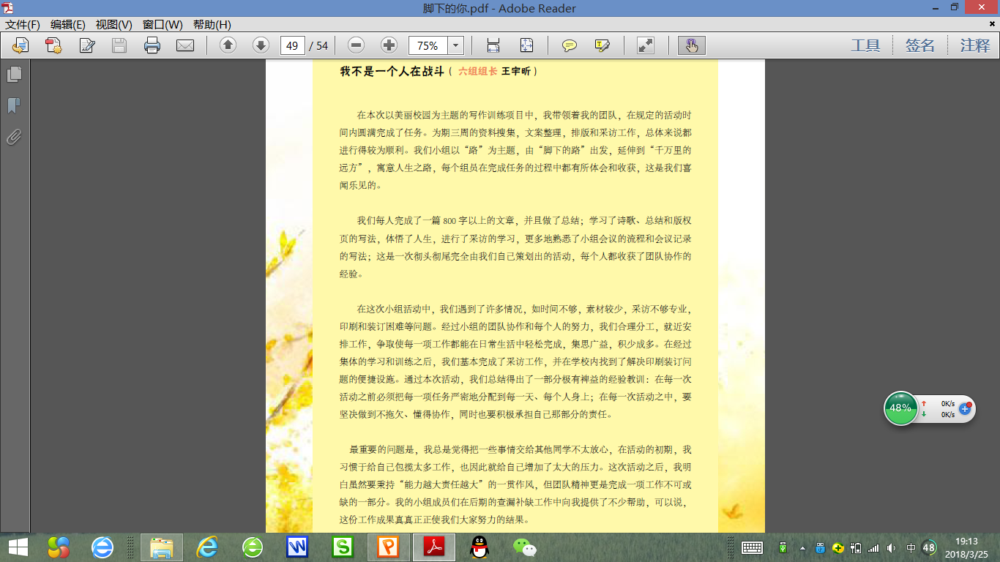 脚下的你.pdf - Adobe Reader
文件(F) 编辑(E) 视图(V) 窗口(W) 帮助(H)
49 / 54 75% 工具 签名 注释
我不是一个人在战斗（ 六组组长 王宇昕）
在本次以美丽校园为主题的写作训练项目中，我带领着我的团队，在规定的活动时
间内圆满完成了任务。为期三周的资料搜集，文案整理，排版和采访工作，总体来说都
进行得较为顺利。我们小组以“路”为主题，由“脚下的路”出发，延伸到“千万里的
远方”，寓意人生之路，每个组员在完成任务的过程中都有所体会和收获，这是我们喜
闻乐见的。
我们每人完成了一篇 800 字以上的文章，并且做了总结；学习了诗歌、总结和版权
页的写法，体悟了人生，进行了采访的学习，更多地熟悉了小组会议的流程和会议记录
的写法；这是一次彻头彻尾完全由我们自己策划出的活动，每个人都收获了团队协作的
经验。
在这次小组活动中，我们遇到了许多情况，如时间不够，素材较少，采访不够专业，
印刷和装订困难等问题。经过小组的团队协作和每个人的努力，我们合理分工，就近安
排工作，争取使每一项工作都能在日常生活中轻松完成，集思广益，积少成多。在经过
集体的学习和训练之后，我们基本完成了采访工作，并在学校内找到了解决印刷装订问
题的便捷设施。通过本次活动，我们总结得出了一部分极有裨益的经验教训：在每一次
活动之前必须把每一项任务严密地分配到每一天、每个人身上；在每一次活动之中，要
坚决做到不拖欠、懂得协作，同时也要积极承担自己那部分的责任。
最重要的问题是，我总是觉得把一些事情交给其他同学不太放心，在活动的初期，我
习惯于给自己包揽太多工作，也因此就给自己增加了太大的压力。这次活动之后，我明
白虽然要秉持“能力越大责任越大”的一贯作风，但团队精神更是完成一项工作不可或
缺的一部分。我的小组成员们在后期的查漏补缺工作中向我提供了不少帮助，可以说，
这份工作成果真真正正使我们大家努力的结果。
48% 0K/s
0K/s
中 48 19:13
2018/3/25